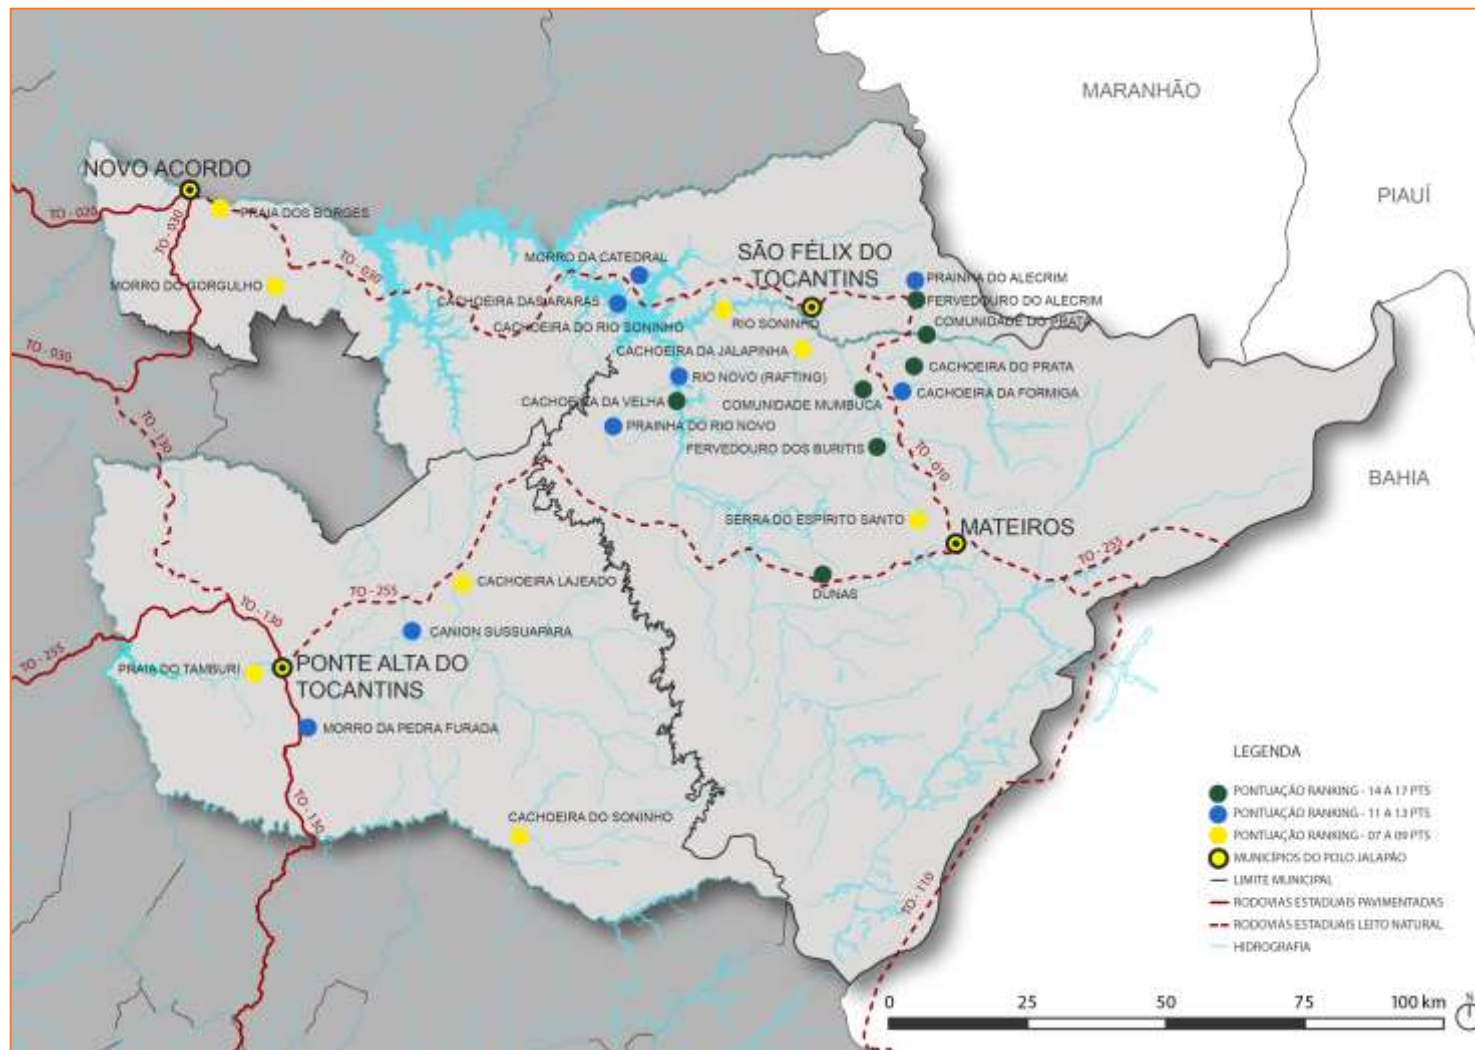 MARANHÃO
NOVO ACORDO
PIAUÍ
TO - 020
PRAIA DOS BORGES
TO - 030
SÃO FÉLIX DO
TOCANTINS
MORRO DA CATEDRAL
TO - 030
PRAINHA DO ALECRIM
MORRO DO GORGULHO
CACHOEIRA DAS ARARAS
FERVEDOURO DO ALECRIM
CACHOEIRA DO RIO SONINHO
RIO SONINHO
COMUNIDADE DO PRATA
TO - 030
CACHOEIRA DA JALAPINHA
CACHOEIRA DO PRATA
RIO NOVO (RAFTING)
CACHOEIRA DA FORMIGA
CACHOEIRA DA VELHA
COMUNIDADE MUMBUCA
PRAINHA DO RIO NOVO
TO - 130
FERVEDOURO DOS BURITIS
TO - 010
BAHIA
SERRA DO ESPÍRITO SANTO
MATEIROS
TO - 255
CACHOEIRA LAJEADO
DUNAS
TO - 255
TO - 130
CANION SUSSUAPARA
TO - 255
PRAIA DO TAMBURI
PONTE ALTA DO
TOCANTINS
MORRO DA PEDRA FURADA
CACHOEIRA DO SONINHO
TO - 130
TO - 110
LEGENDA
PONTUAÇÃO RANKING - 14 A 17 PTS
PONTUAÇÃO RANKING - 11 A 13 PTS
PONTUAÇÃO RANKING - 07 A 09 PTS
MUNICÍPIOS DO POLO JALAPÃO
LIMITE MUNICIPAL
RODOVIAS ESTADUAIS PAVIMENTADAS
RODOVIAS ESTADUAIS LEITO NATURAL
HIDROGRAFIA
0 25 50 75 100 km
N